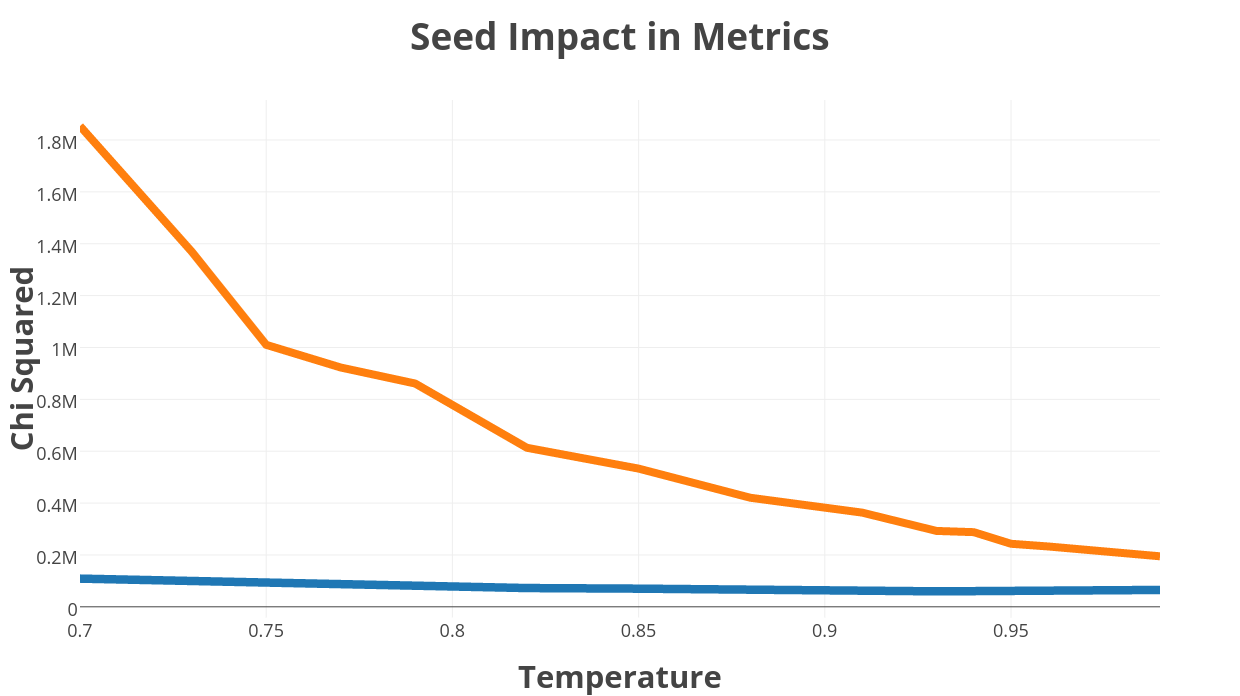 Seed Impact in Metrics
Chi Squared
1.8M
1.6M
1.4M
1.2M
1M
0.8M
0.6M
0.4M
0.2M
0
0.7 0.75 0.8 0.85 0.9 0.95
Temperature